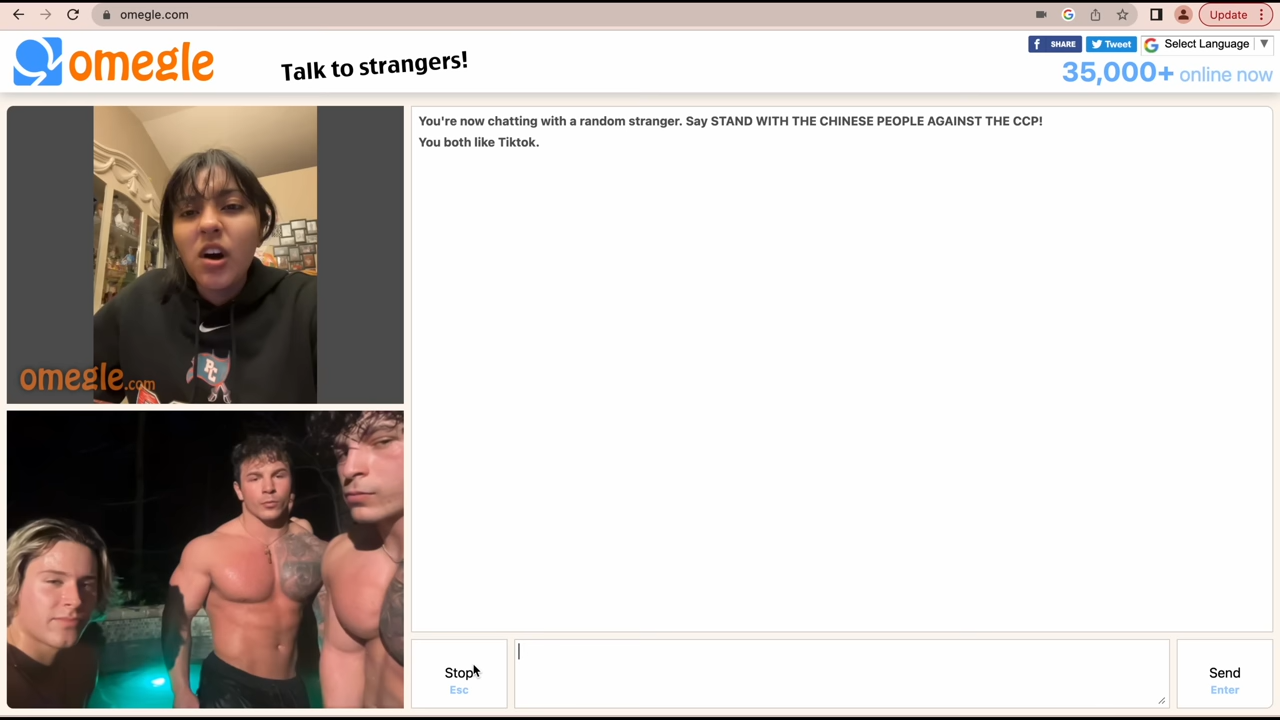 omegle.com
Update
omegle
Talk to strangers!
f SHARE
Tweet
Select Language
35,000+ online now
You're now chatting with a random stranger. Say STAND WITH THE CHINESE PEOPLE AGAINST THE CCP!
You both like Tiktok.
PC
omegle.com
Stop
Esc
Send
Enter